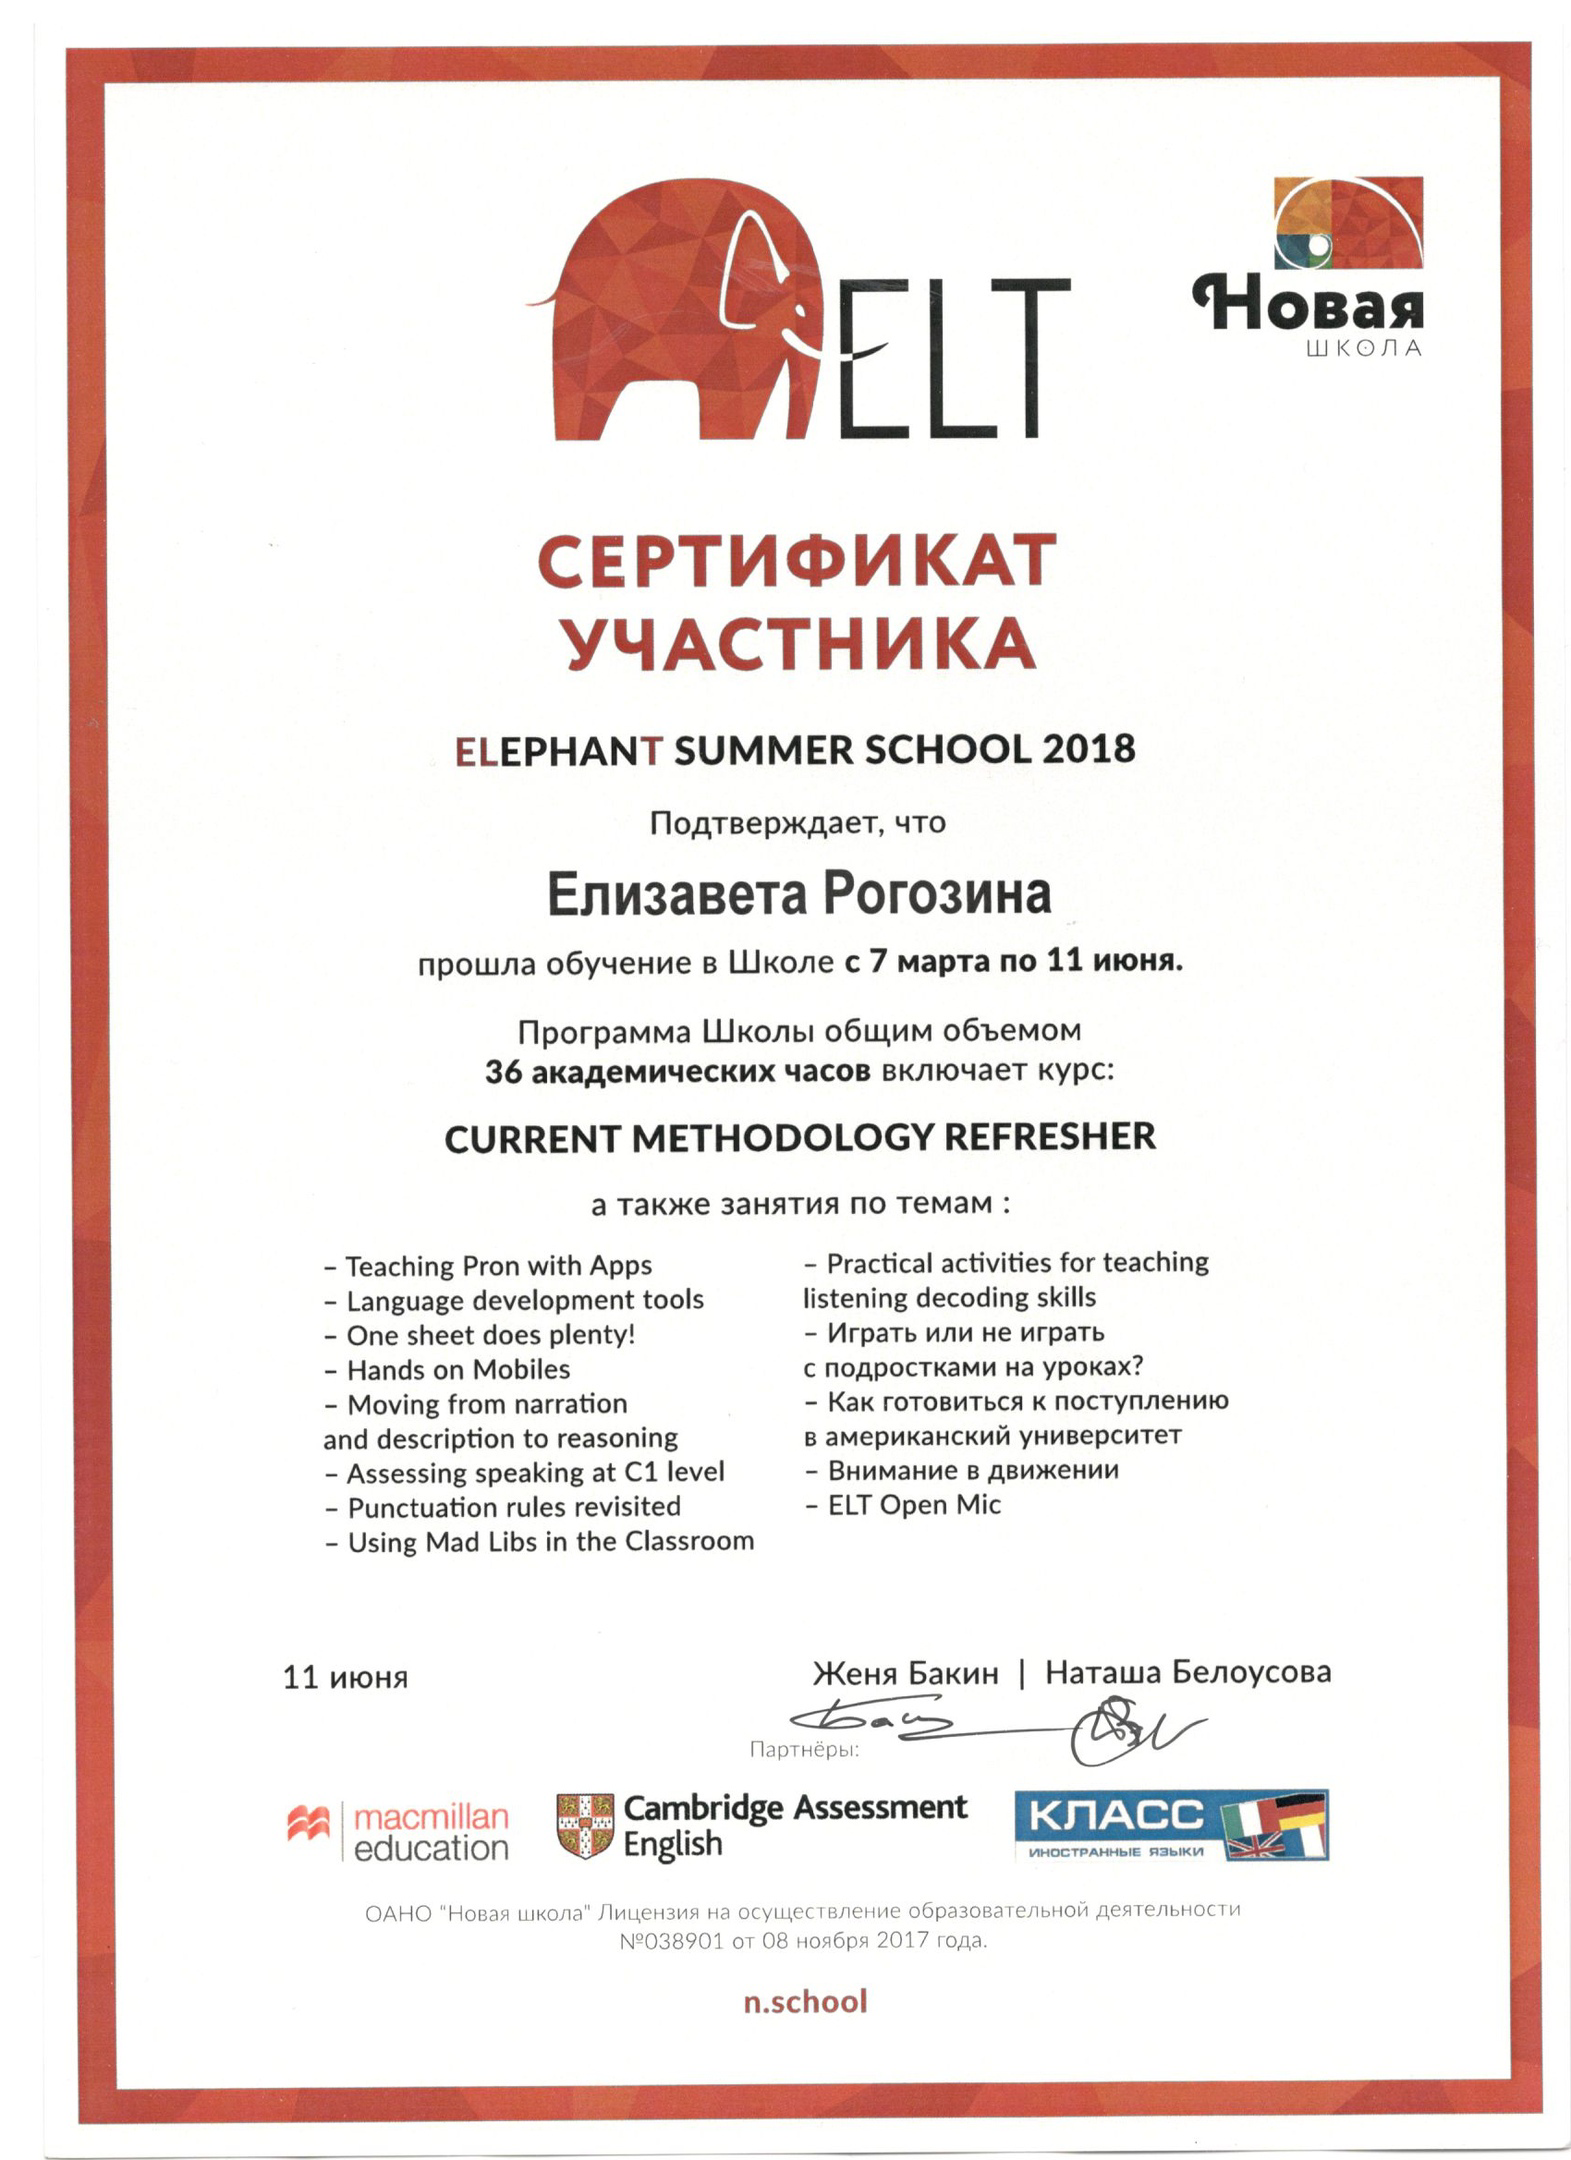 ELT
Новая
ШКОЛА
СЕРТИФИКАТ
УЧАСТНИКА
ELEPHANT SUMMER SCHOOL 2018
Подтверждает, что
Елизавета Рогозина
прошла обучение в Школе с 7 марта по 11 июня.
Программа Школы общим объемом
36 академических часов включает курс:
CURRENT METHODOLOGY REFRESHER
а также занятия по темам :
– Teaching Pron with Apps
– Language development tools
– One sheet does plenty!
– Hands on Mobiles
– Moving from narration
and description to reasoning
– Assessing speaking at C1 level
– Punctuation rules revisited
– Using Mad Libs in the Classroom
– Practical activities for teaching
listening decoding skills
– Играть или не играть
с подростками на уроках?
– Как готовиться к поступлению
в американский университет
– Внимание в движении
– ELT Open Mic
11 июня
Женя Бакин | Наташа Белоусова
Партнёры:
macmillan
education
Cambridge Assessment
English
КЛАСС
ИНОСТРАННЫЕ ЯЗЫКИ
ОАНО "Новая школа" Лицензия на осуществление образовательной деятельности
№038901 от 08 ноября 2017 года.
n.school